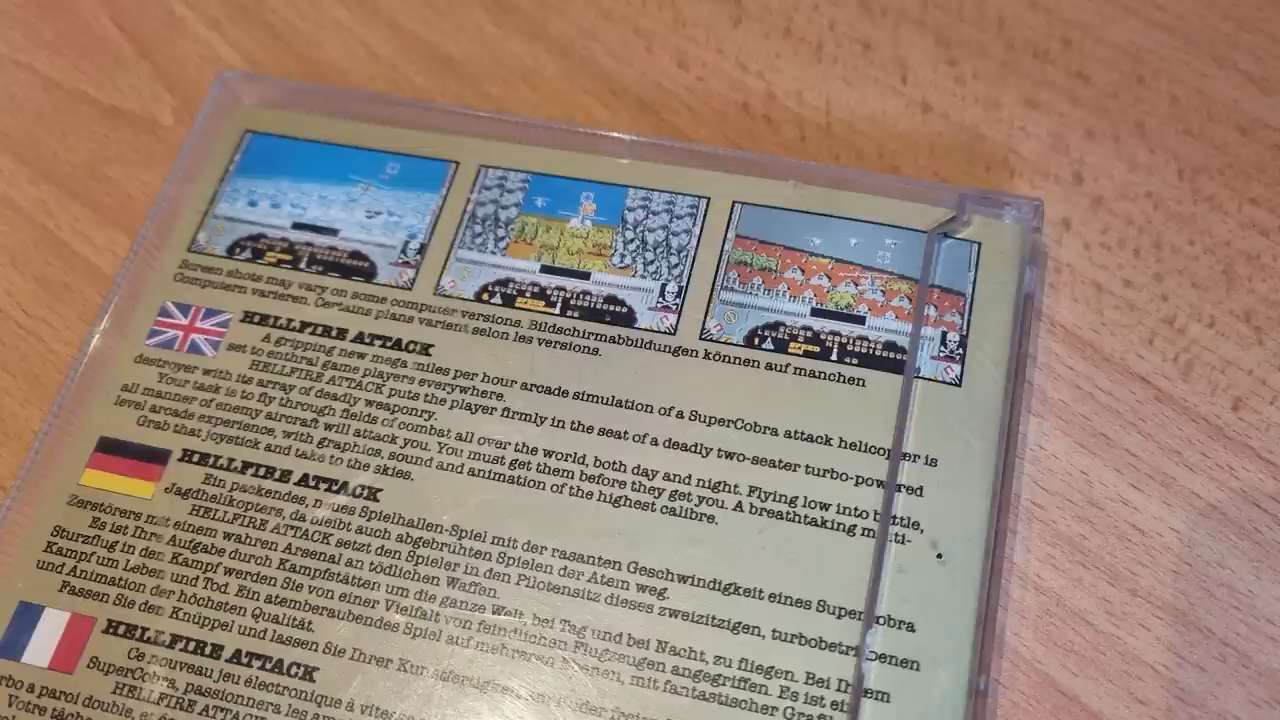 Screen shots may vary on some computer versions. Bildschirmabbildungen können auf manchen
Computern varieren. Certains plans varient selon les versions.
HELLFIRE ATTACK
A gripping new mega miles per hour arcade simulation of a SuperCobra attack helicopter is
set to enthral game players everywhere.
HELLFIRE ATTACK puts the player firmly in the seat of a deadly two-seater turbo-powered
destroyer with its array of deadly weaponry.
Your task is to fly through fields of combat all over the world, both day and night. Flying low into battle,
all manner of enemy aircraft will attack you. You must get them before they get you. A breathtaking multi-
level arcade experience, with graphics, sound and animation of the highest calibre.
Grab that joystick and take to the skies.
HELLFIRE ATTACK
Ein packendes, neues Spielhallen-Spiel mit der rasanten Geschwindigkeit eines Supercobra
Jagdhelikopters, da bleibt auch abgebrühten Spielen der Atem weg.
HELLFIRE ATTACK setzt den Spieler in den Pilotensitz dieses zweizitzigen, turbobetriebenen
Zerstörers mit einem wahren Arsenal an tödlichen Waffen.
Es ist Ihre Aufgabe durch Kampfstätten um die ganze Welt, bei Tag und bei Nacht, zu fliegen. Bei Ihrem
Sturzflug in den Kampf werden Sie von einer Vielfalt von feindlichen Flugzeugen angegriffen. Es ist ein
Kampf um Leben und Tod. Ein atemberaubendes Spiel auf mehreren Ebenen, mit fantastischer
und Animation der höchsten Qualität.
Fassen Sie den Knüppel und lassen Sie Ihrer Kunstfertigkeit
HELLFIRE ATTACK
Ce nouveau jeu électronique à
SuperCobra, passionnera les
HELLFIRE ATTACK
à paroi double, et
Votre